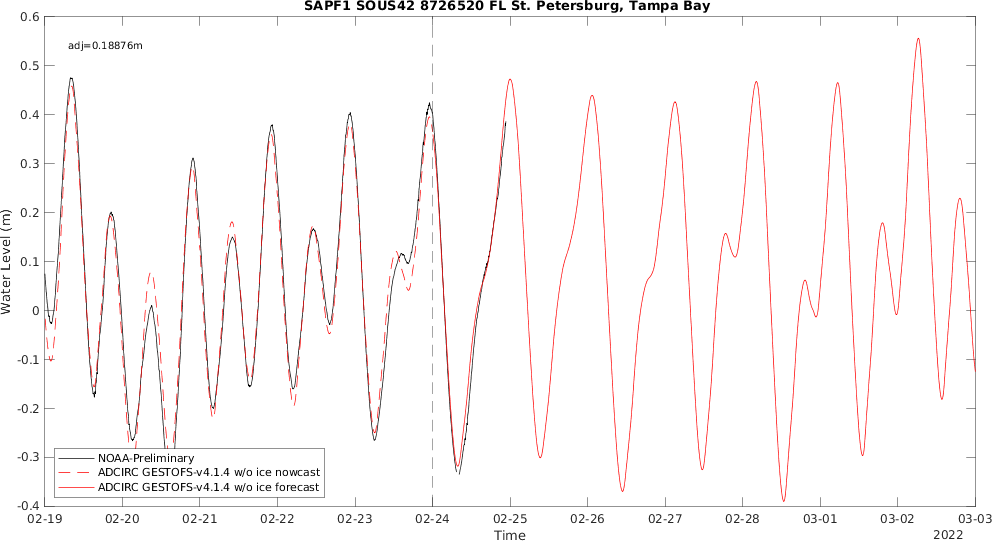 SAPF1 SOUS42 8726520 FL St. Petersburg, Tampa Bay
adj=0.18876m
Water Level (m)
0.6
0.5
0.4
0.3
0.2
0.1
0
-0.1
-0.2
-0.3
-0.4
NOAA-Preliminary
ADCIRC GESTOFS-v4.1.4 w/o ice nowcast
ADCIRC GESTOFS-v4.1.4 w/o ice forecast
02-19 02-20 02-21 02-22 02-23 02-24 02-25 02-26 02-27 02-28 03-01 03-02 03-03
Time
2022